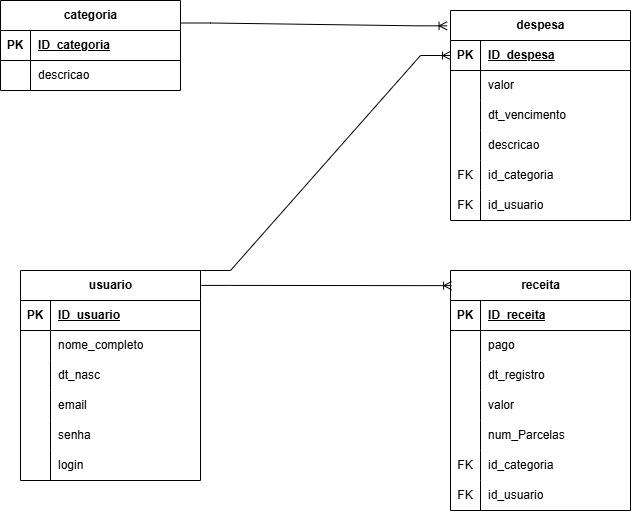 categoria
PK ID_categoria
descricao
despesa
PK ID_despesa
valor
dt_vencimento
descricao
FK id_categoria
FK id_usuario
usuario
PK ID_usuario
nome_completo
dt_nasc
email
senha
login
receita
PK ID_receita
pago
dt_registro
valor
num_Parcelas
FK id_categoria
FK id_usuario